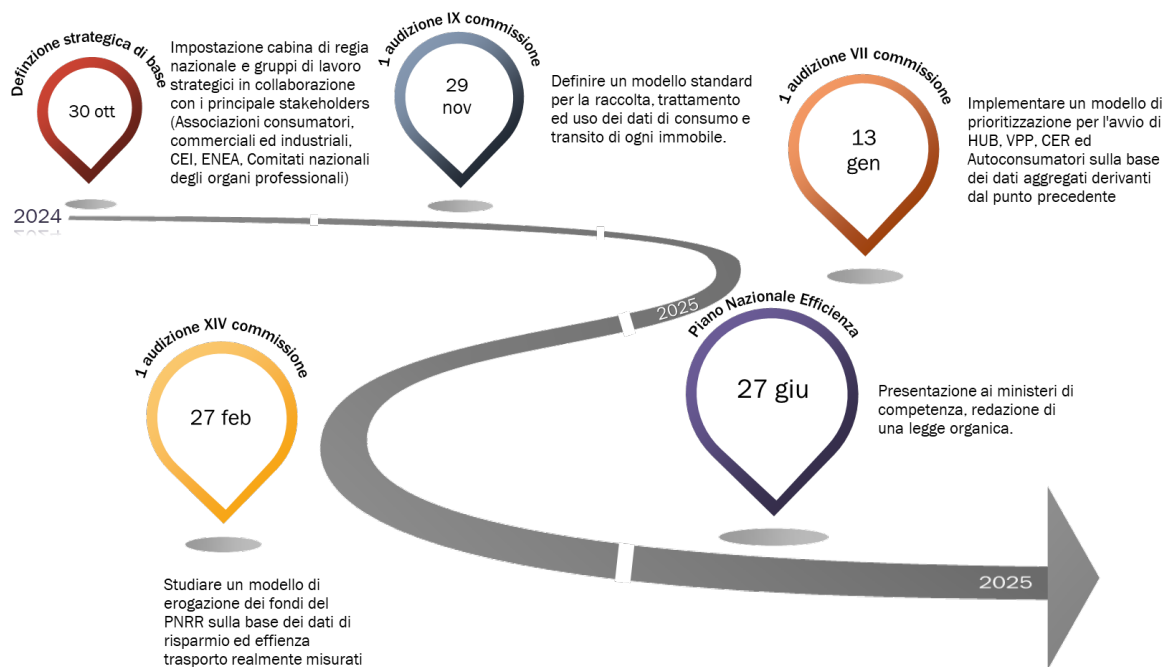 Definzione strategica di base
30 ott
Impostazione cabina di regia
nazionale e gruppi di lavoro
strategici in collaborazione
con i principale stakeholders
(Associazioni consumatori,
commerciali ed industriali,
CEI, ENEA, Comitati nazionali
degli organi professionali)
1 audizione IX commissione
29
nov
Definire un modello standard
per la raccolta, trattamento
ed uso dei dati di consumo e
transito di ogni immobile.
1 audizione VII commissione
13
gen
Implementare un modello di
prioritizzazione per l'avvio di
HUB, VPP, CER ed
Autoconsumatori sulla base
dei dati aggregati derivanti
dal punto precedente
2024
2025
1 audizione XIV commissione
27 feb
Studiare un modello di
erogazione dei fondi del
PNRR sulla base dei dati di
risparmio ed effienza
trasporto realmente misurati
Piano Nazionale Efficienza
27 giu
Presentazione ai ministeri di
competenza, redazione di
una legge organica.
2025